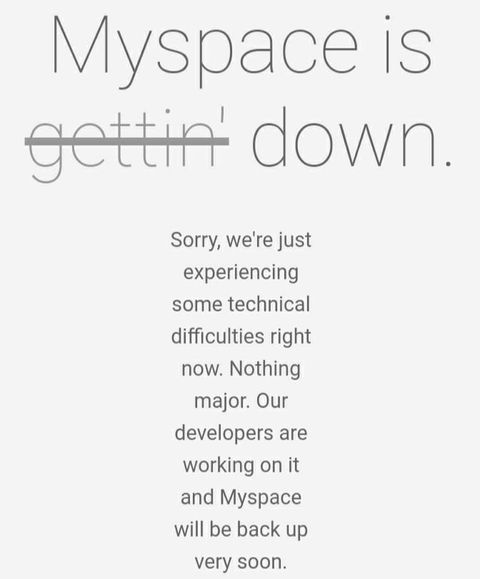 Myspace is
gettin' down.
Sorry, we're just
experiencing
some technical
difficulties right
now. Nothing
major. Our
developers are
working on it
and Myspace
will be back up
very soon.